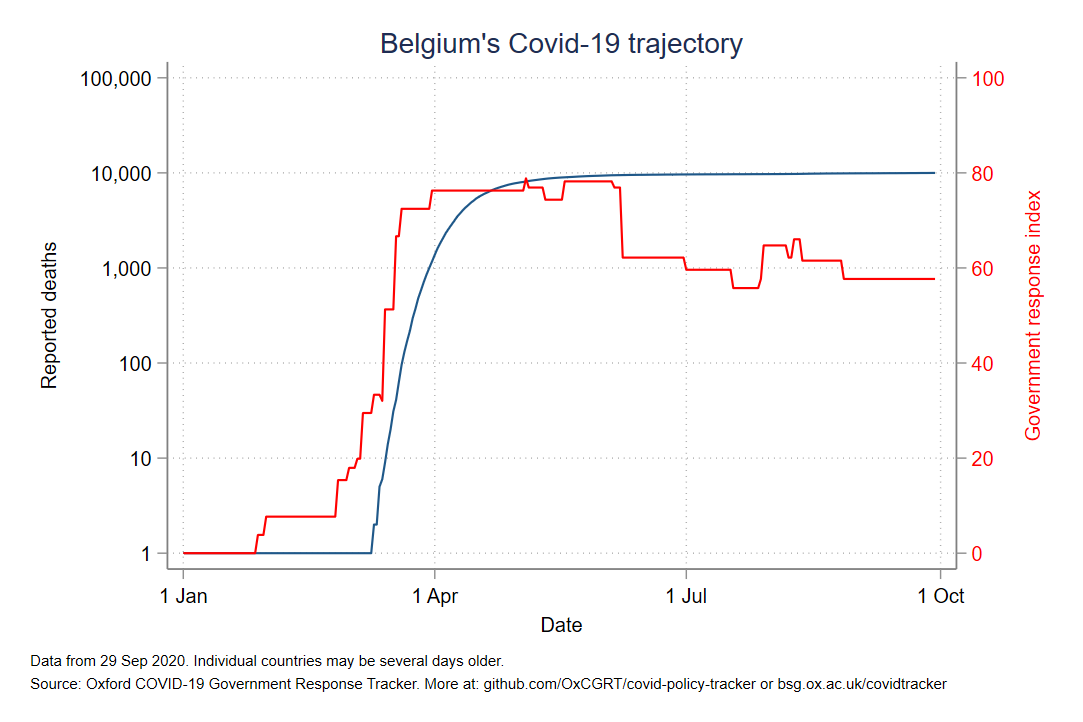 Belgium's Covid-19 trajectory
100,000
10,000
1,000
100
10
1
Reported deaths
100
80
60
40
20
0
Government response index
1 Jan
1 Apr
1 Jul
1 Oct
Date
Data from 29 Sep 2020. Individual countries may be several days older.
Source: Oxford COVID-19 Government Response Tracker. More at: github.com/OxCGRT/covid-policy-tracker or bsg.ox.ac.uk/covidtracker